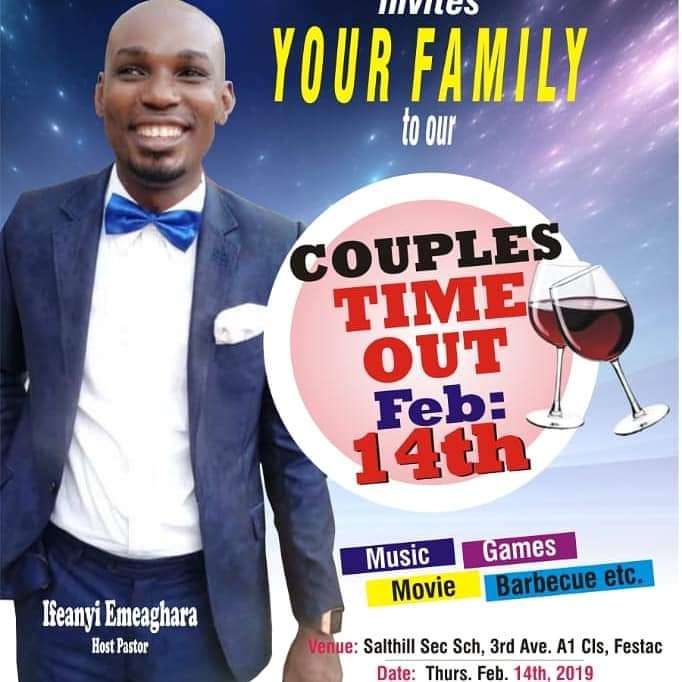 invites
YOUR FAMILY
to our
COUPLES
TIME
OUT
Feb:
14th
Music
Games
Movie
Barbecue etc.
Ifeanyi Emeaghara
Host Pastor
Venue: Salthill Sec Sch, 3rd Ave. A1 Cls, Festac
Date: Thurs. Feb. 14th, 2019